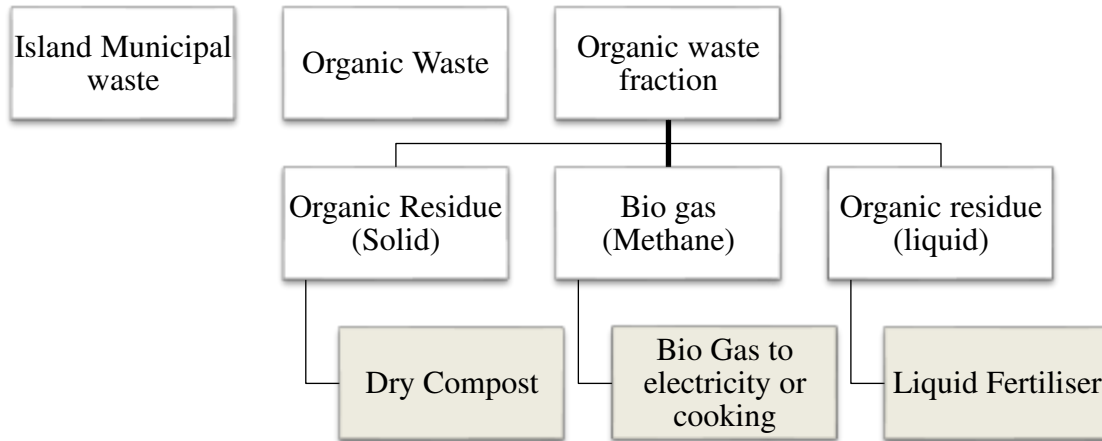 Island Municipal
waste
Organic Waste
Organic waste
fraction
Organic Residue
(Solid)
Bio gas
(Methane)
Organic residue
(liquid)
Dry Compost
Bio Gas to
electricity or
cooking
Liquid Fertiliser